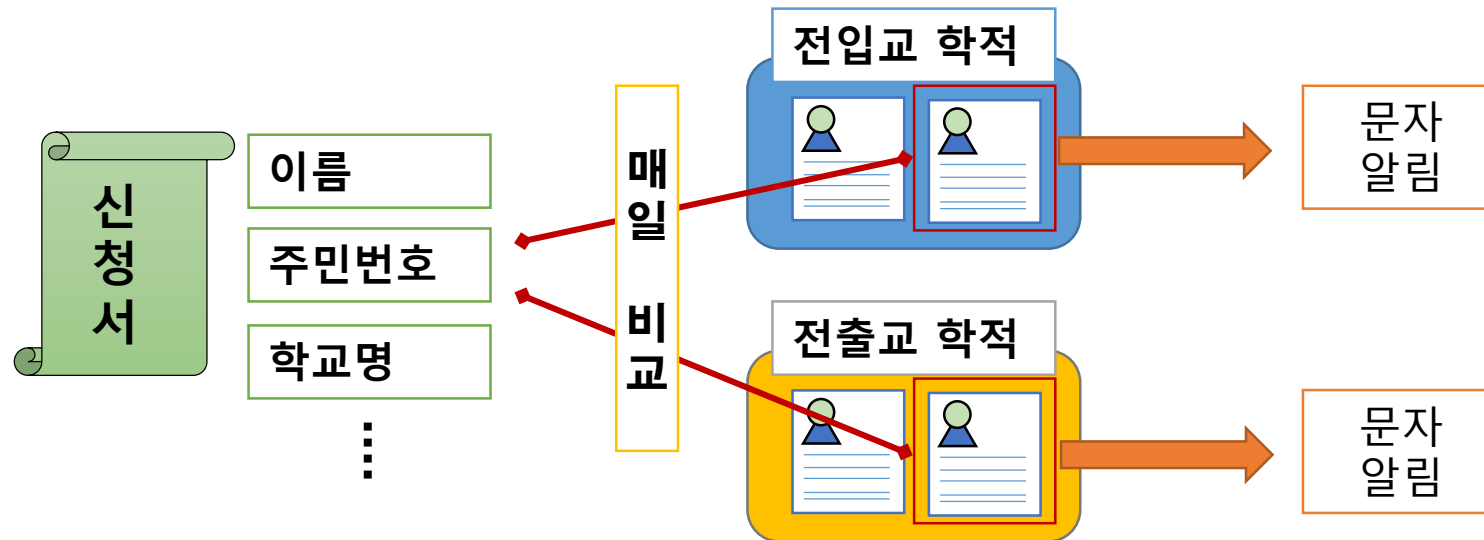 신청서
이름
주민번호
학교명
매일 비교
전입교 학적
문자
알림
전출교 학적
문자
알림